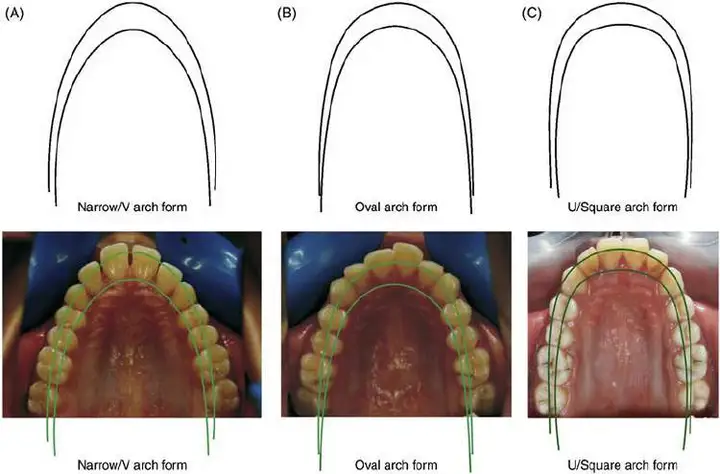 (A)
(B)
(C)
Narrow/V arch form
Oval arch form
U/Square arch form
Narrow/V arch form
Oval arch form
U/Square arch form